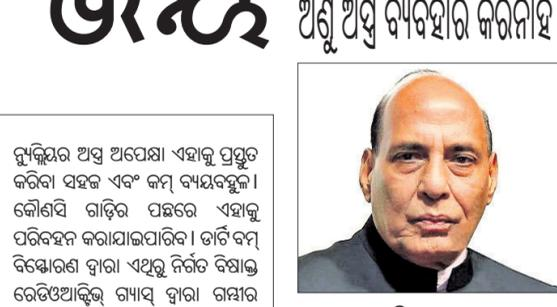 ଅଣୁ ଅସ୍ତ୍ର ବ୍ୟବହାର କରନାହିଁ
ନ୍ୟୁକ୍ଲିୟର ଅସ୍ତ୍ର ଅପେକ୍ଷା ଏହାକୁ ପ୍ରସ୍ତୁତ
କରିବା ସହଜ ଏବଂ କମ୍ ବ୍ୟୟବହୁଳ।
କୌଣସି ଗାଡ଼ିର ପଛରେ ଏହାକୁ
ପରିବହନ କରାଯାଇପାରିବ। ଡାର୍ଟି ବମ୍
ବିସ୍ଫୋରଣ ଦ୍ୱାରା ଏଥିରୁ ନିର୍ଗତ ବିଷାକ୍ତ
ରେଡିଓଆକ୍ଟିଭ୍ ଗ୍ୟାସ୍ ଦ୍ୱାରା ଗମ୍ଭୀର